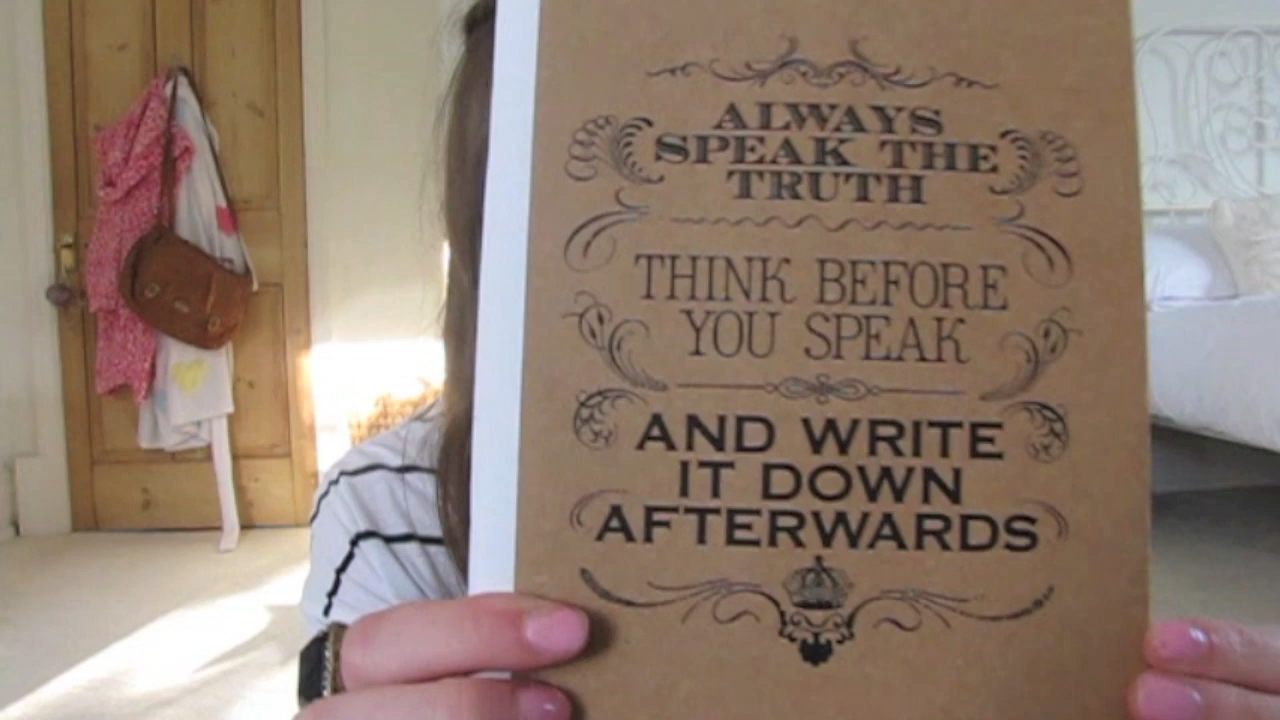 ALWAYS
SPEAK THE
TRUTH
THINK BEFORE
YOU SPEAK
AND WRITE
IT DOWN
AFTERWARDS